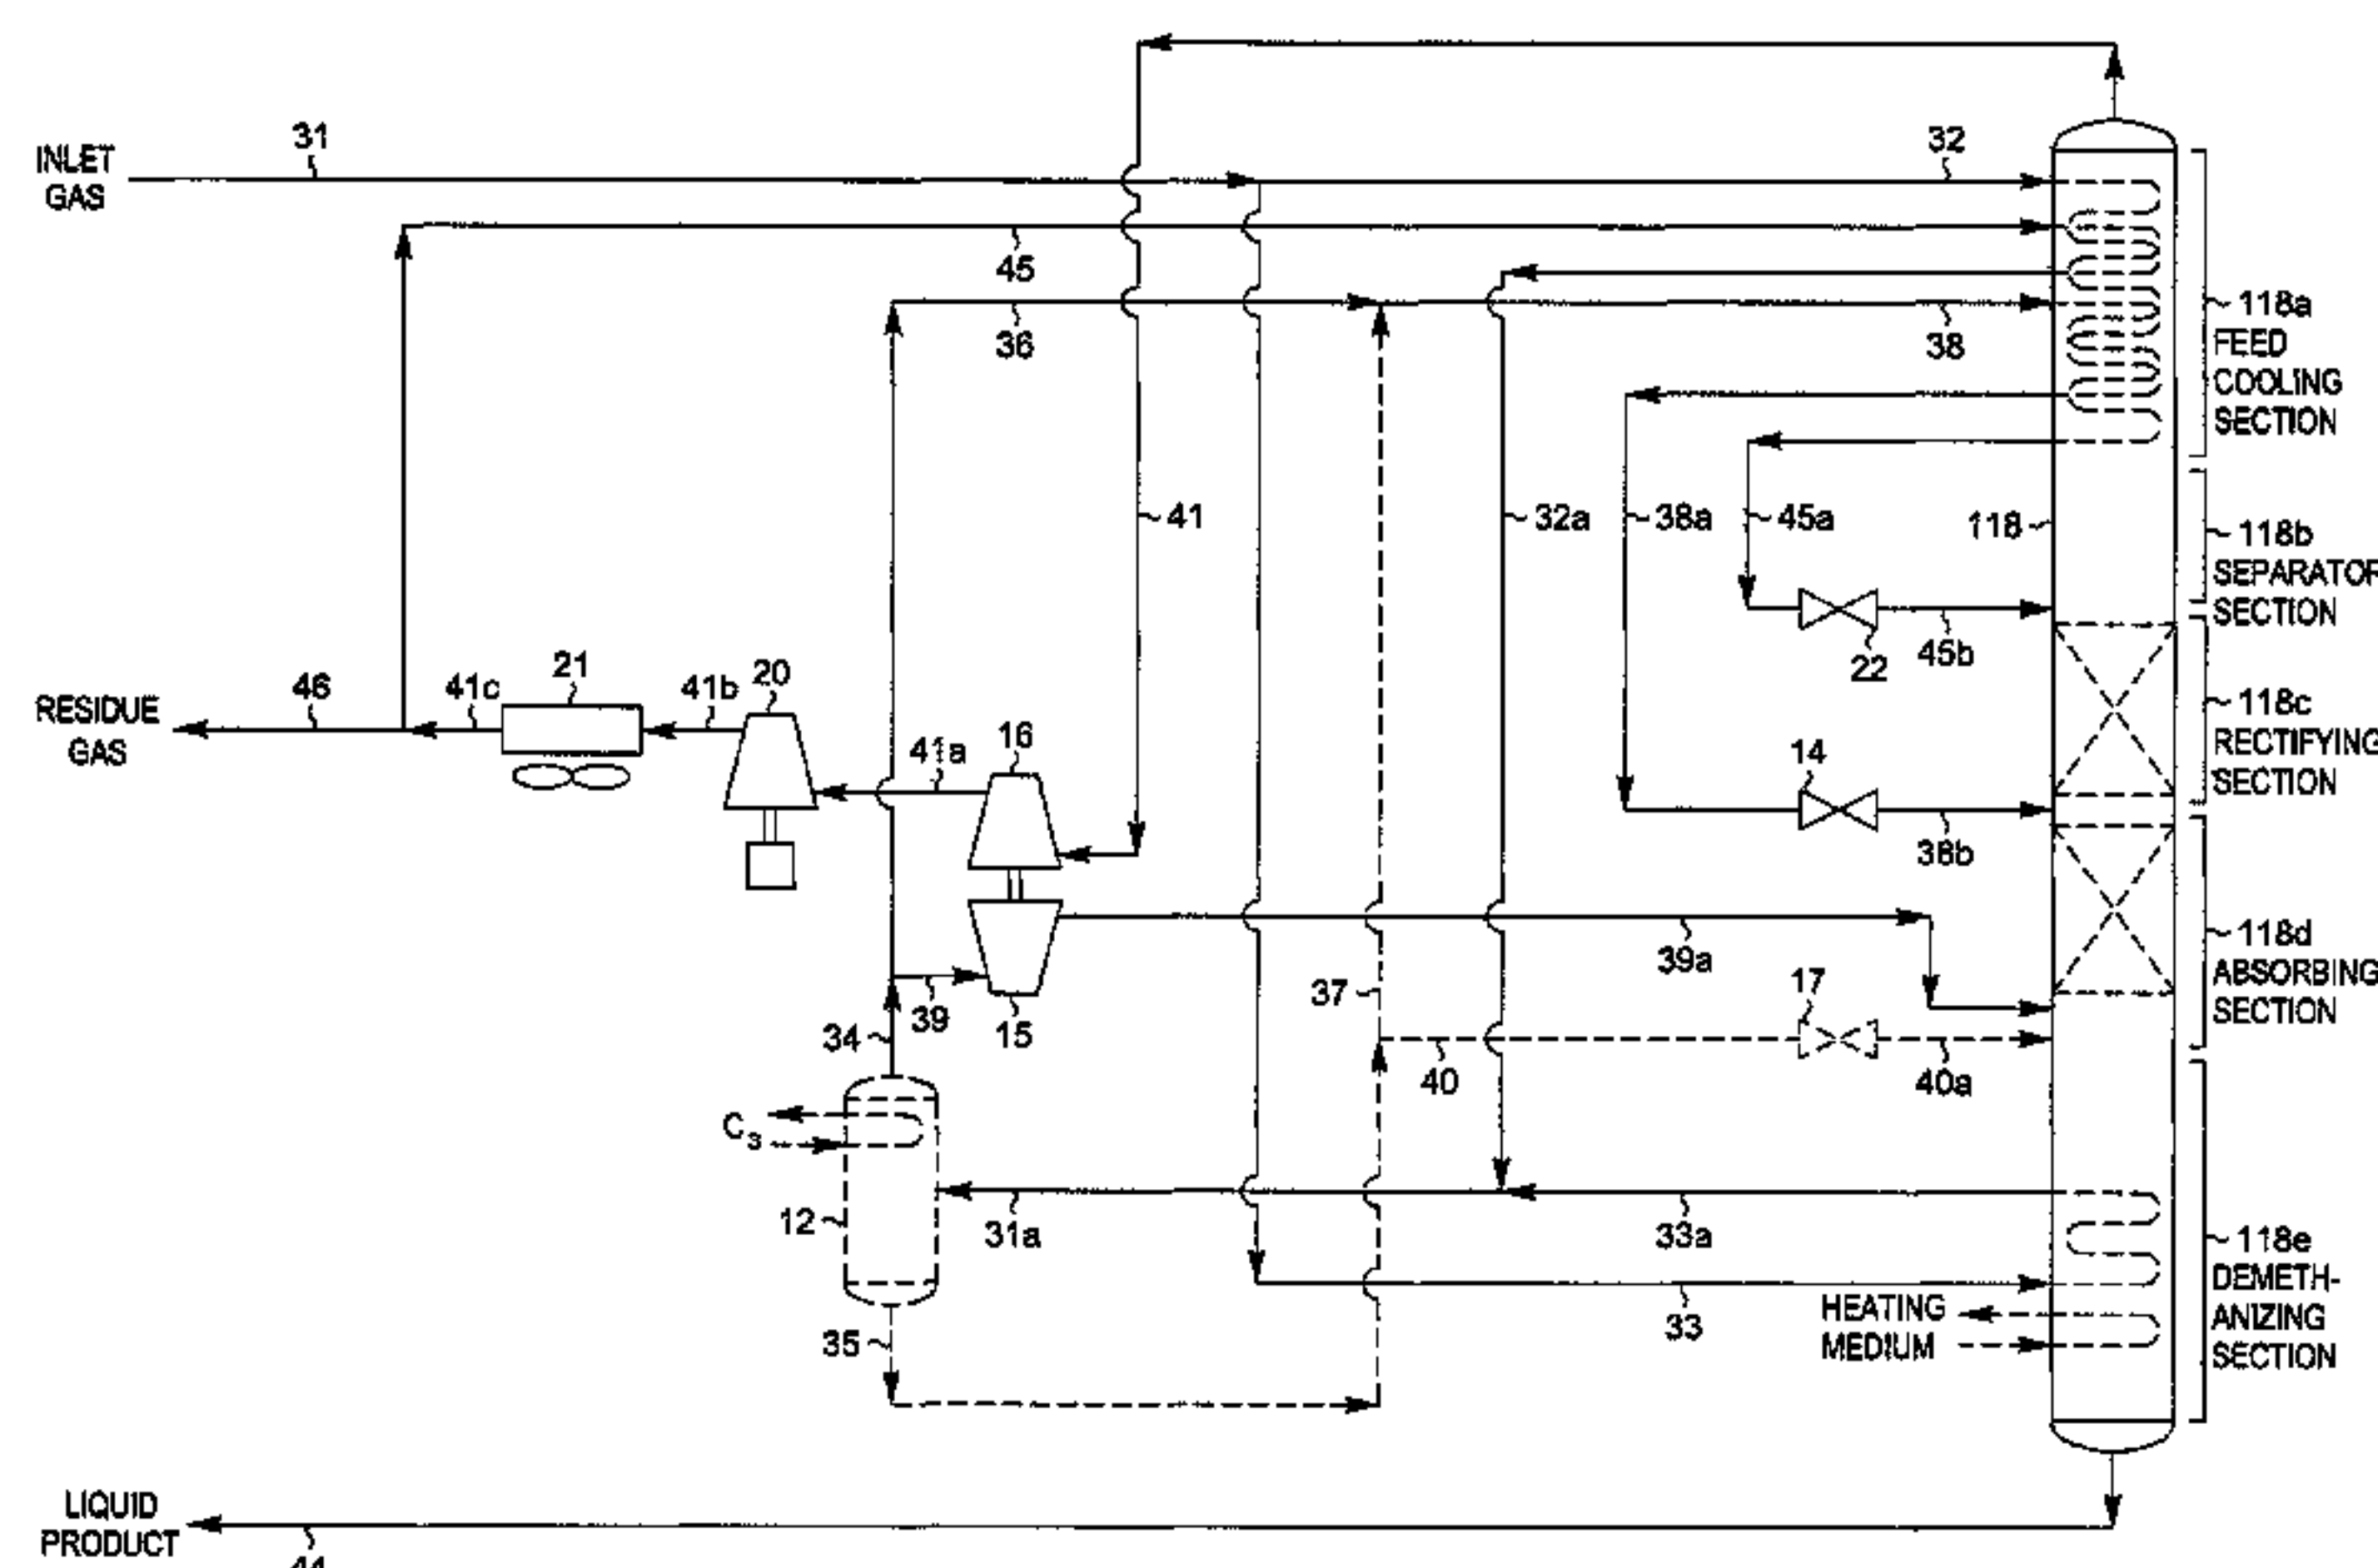 31
INLET
GAS
32
45
118a
FEED
COOLING
SECTION
36
38
41
32a
38a
45a
118
118b
SEPARATOR
SECTION
22
45b
46
41c
21
41b
20
RESIDUE
GAS
41a
16
14
118c
RECTIFYING
SECTION
38b
39a
118d
ABSORBING
SECTION
37
17
34
39
15
40
40a
C3
12
31a
33a
118e
DEMETH-
ANIZING
SECTION
HEATING
MEDIUM
33
35
LIQUID
PRODUCT
44